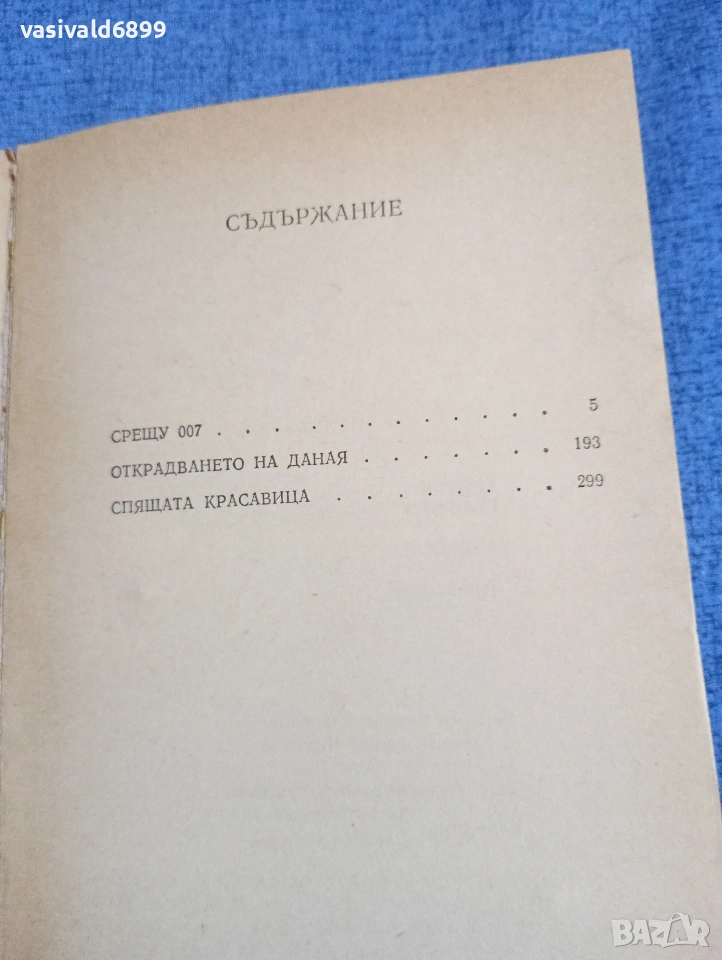 vasivald6899
СЪДЪРЖАНИЕ
СРЕЩУ 007 . . . . . . . . . . . . 5
ОТКРАДВАНЕТО НА ДАНАЯ . . . . . . . 193
СПЯЩАТА КРАСАВИЦА . . . . . . . . 299
BAZAR